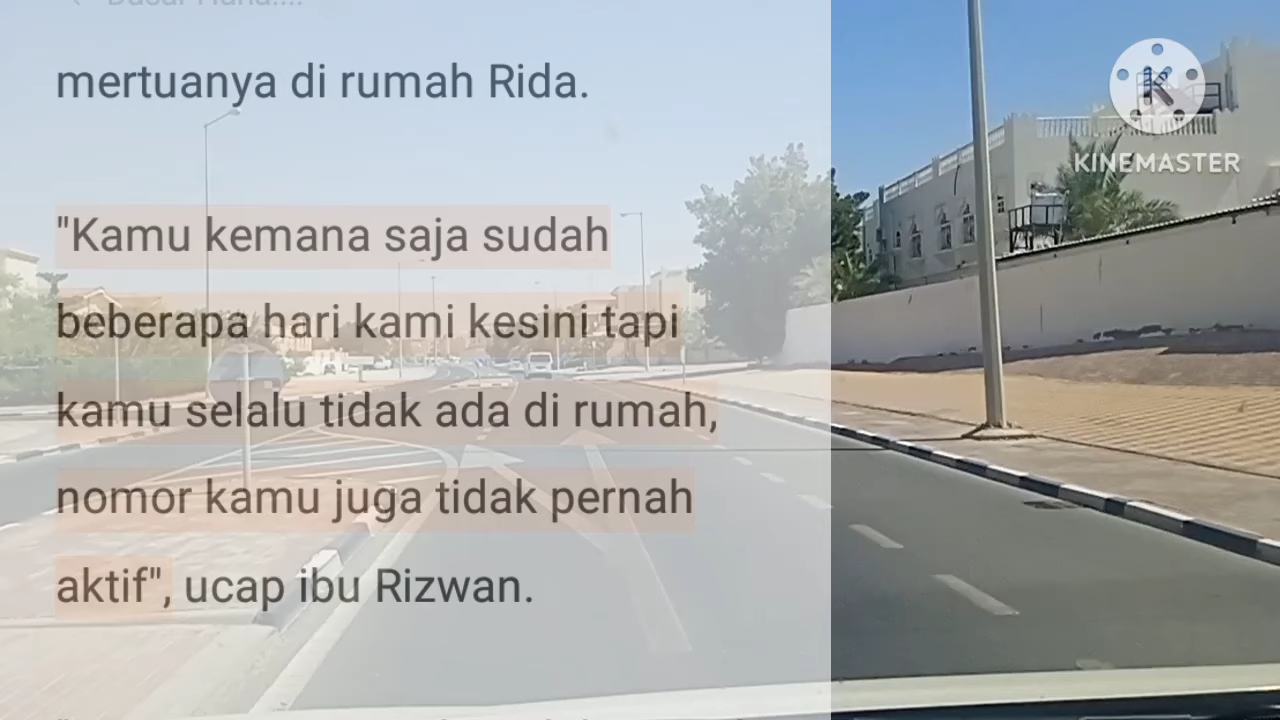 mertuanya di rumah Rida.
"Kamu kemana saja sudah
beberapa hari kami kesini tapi
kamu selalu tidak ada di rumah,
nomor kamu juga tidak pernah
aktif", ucap ibu Rizwan.
K
KINEMASTER